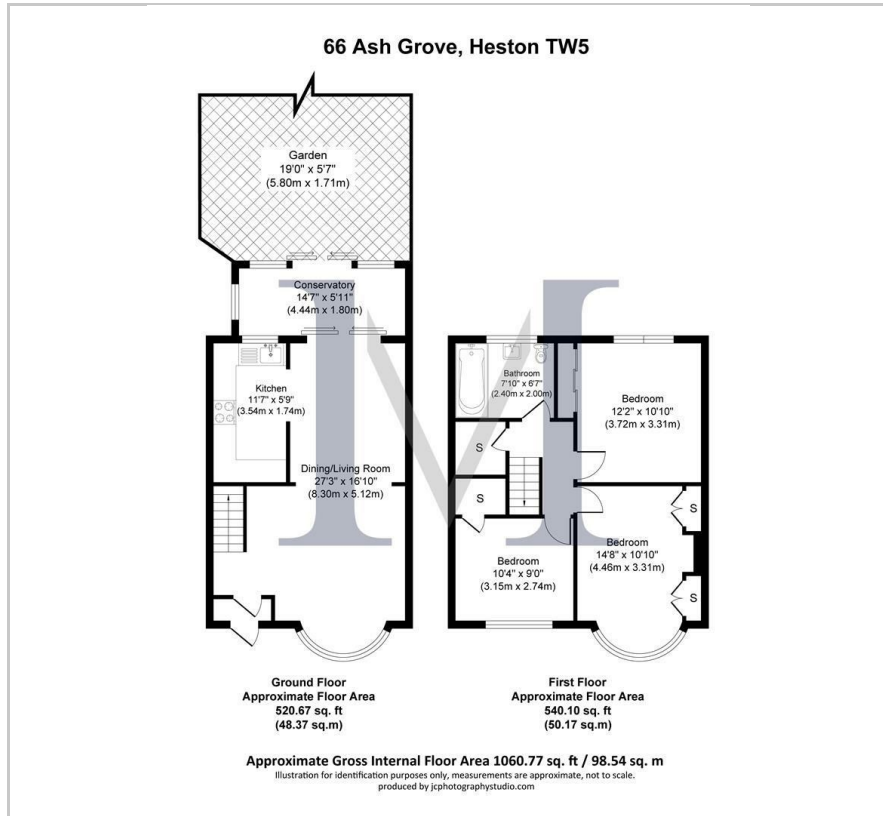 66 Ash Grove, Heston TW5
Garden
19'0" x 5'7"
(5.80m x 1.71m)
Conservatory
14'7" x 5'11"
(4.44m x 1.80m)
Kitchen
11'7" x 5'9"
(3.54m x 1.74m)
Dining/Living Room
27'3" x 16'10"
(8.30m x 5.12m)
Bathroom
7'10" x 6'7"
(2.40m x 2.00m)
Bedroom
12'2" x 10'10"
(3.72m x 3.31m)
S
S
S
Bedroom
14'8" x 10'10"
(4.46m x 3.31m)
Bedroom
10'4" x 9'0"
(3.15m x 2.74m)
S
Ground Floor
Approximate Floor Area
520.67 sq. ft
(48.37 sq.m)
First Floor
Approximate Floor Area
540.10 sq. ft
(50.17 sq.m)
Approximate Gross Internal Floor Area 1060.77 sq. ft / 98.54 sq. m
Illustration for identification purposes only, measurements are approximate, not to scale.
produced by jcphotographystudio.com